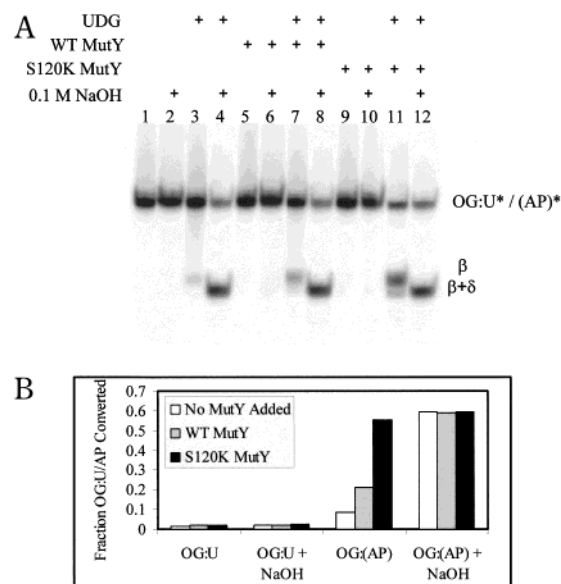 A
UDG + + + + + +
WT MutY + + + +
S120K MutY + + + +
0.1 M NaOH + + + + + +
1 2 3 4 5 6 7 8 9 10 11 12
OG:U* / (AP)*
β
β+δ
B
Fraction OG:U/AP Converted
0.7
0.6
0.5
0.4
0.3
0.2
0.1
0
No MutY Added
WT MutY
S120K MutY
OG:U OG:U + NaOH OG:(AP) OG:(AP) + NaOH